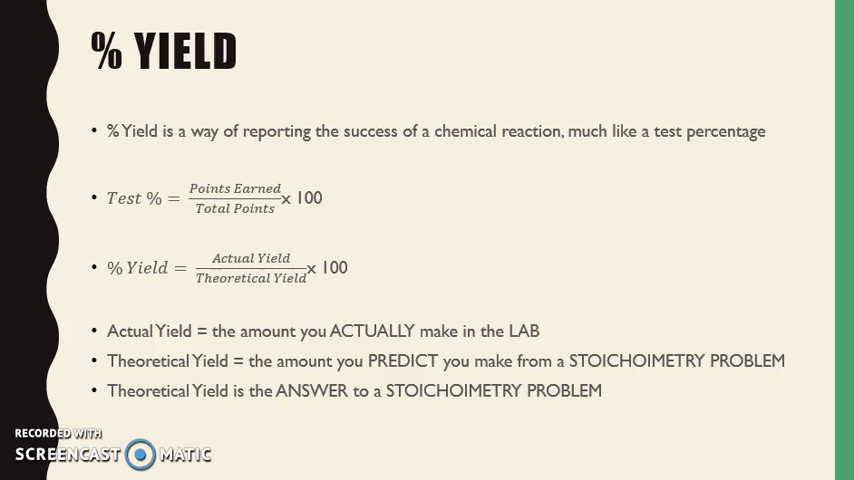 % YIELD
• % Yield is a way of reporting the success of a chemical reaction, much like a test percentage
• Test % = Points Earned / Total Points x 100
• % Yield = Actual Yield / Theoretical Yield x 100
• Actual Yield = the amount you ACTUALLY make in the LAB
• Theoretical Yield = the amount you PREDICT you make from a STOICHOIMETRY PROBLEM
• Theoretical Yield is the ANSWER to a STOICHOIMETRY PROBLEM
RECORDED WITH
SCREENCAST MATIC